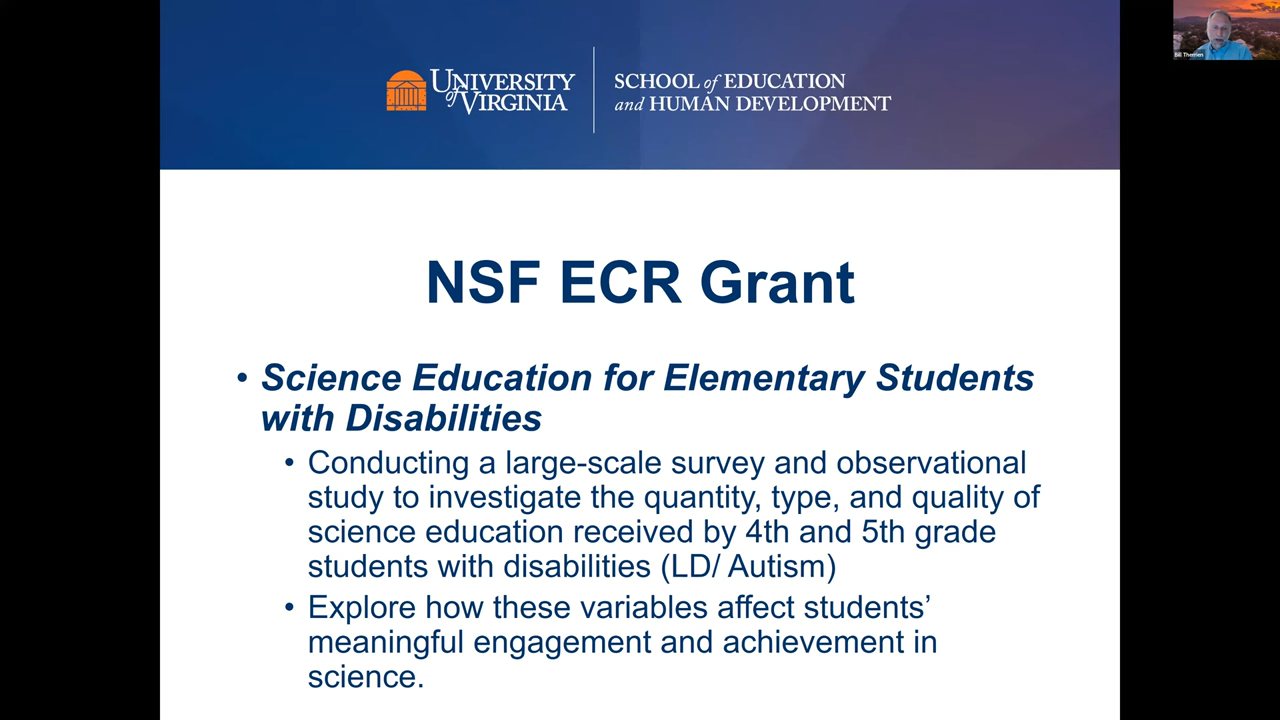 UNIVERSITY of VIRGINIA
SCHOOL of EDUCATION
and HUMAN DEVELOPMENT
Bill Therrien
NSF ECR Grant
• Science Education for Elementary Students
with Disabilities
• Conducting a large-scale survey and observational
study to investigate the quantity, type, and quality of
science education received by 4th and 5th grade
students with disabilities (LD/ Autism)
• Explore how these variables affect students’
meaningful engagement and achievement in
science.